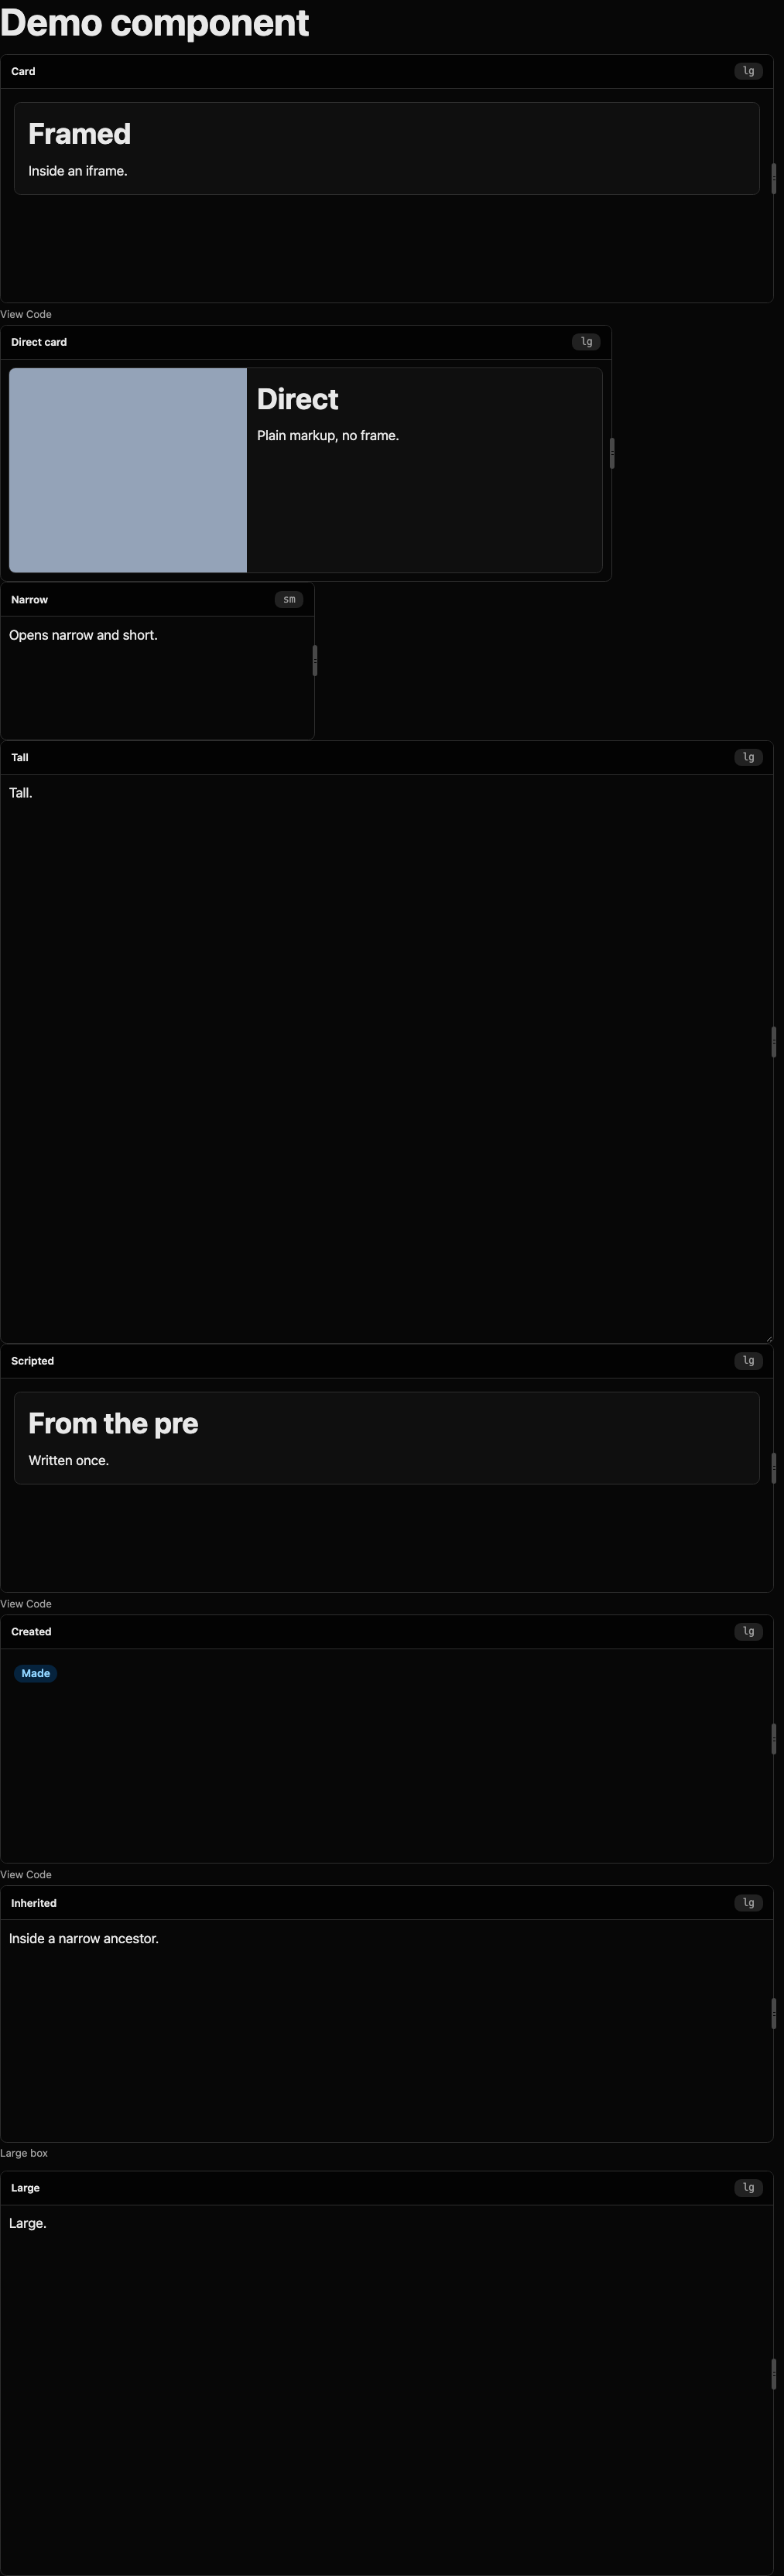 Demo component
Card lg
Framed
Inside an iframe.
View Code
Direct card lg
Direct
Plain markup, no frame.
Narrow sm
Opens narrow and short.
Tall lg
Tall.
Scripted lg
From the pre
Written once.
View Code
Created lg
Made
View Code
Inherited lg
Inside a narrow ancestor.
Large box
Large lg
Large.